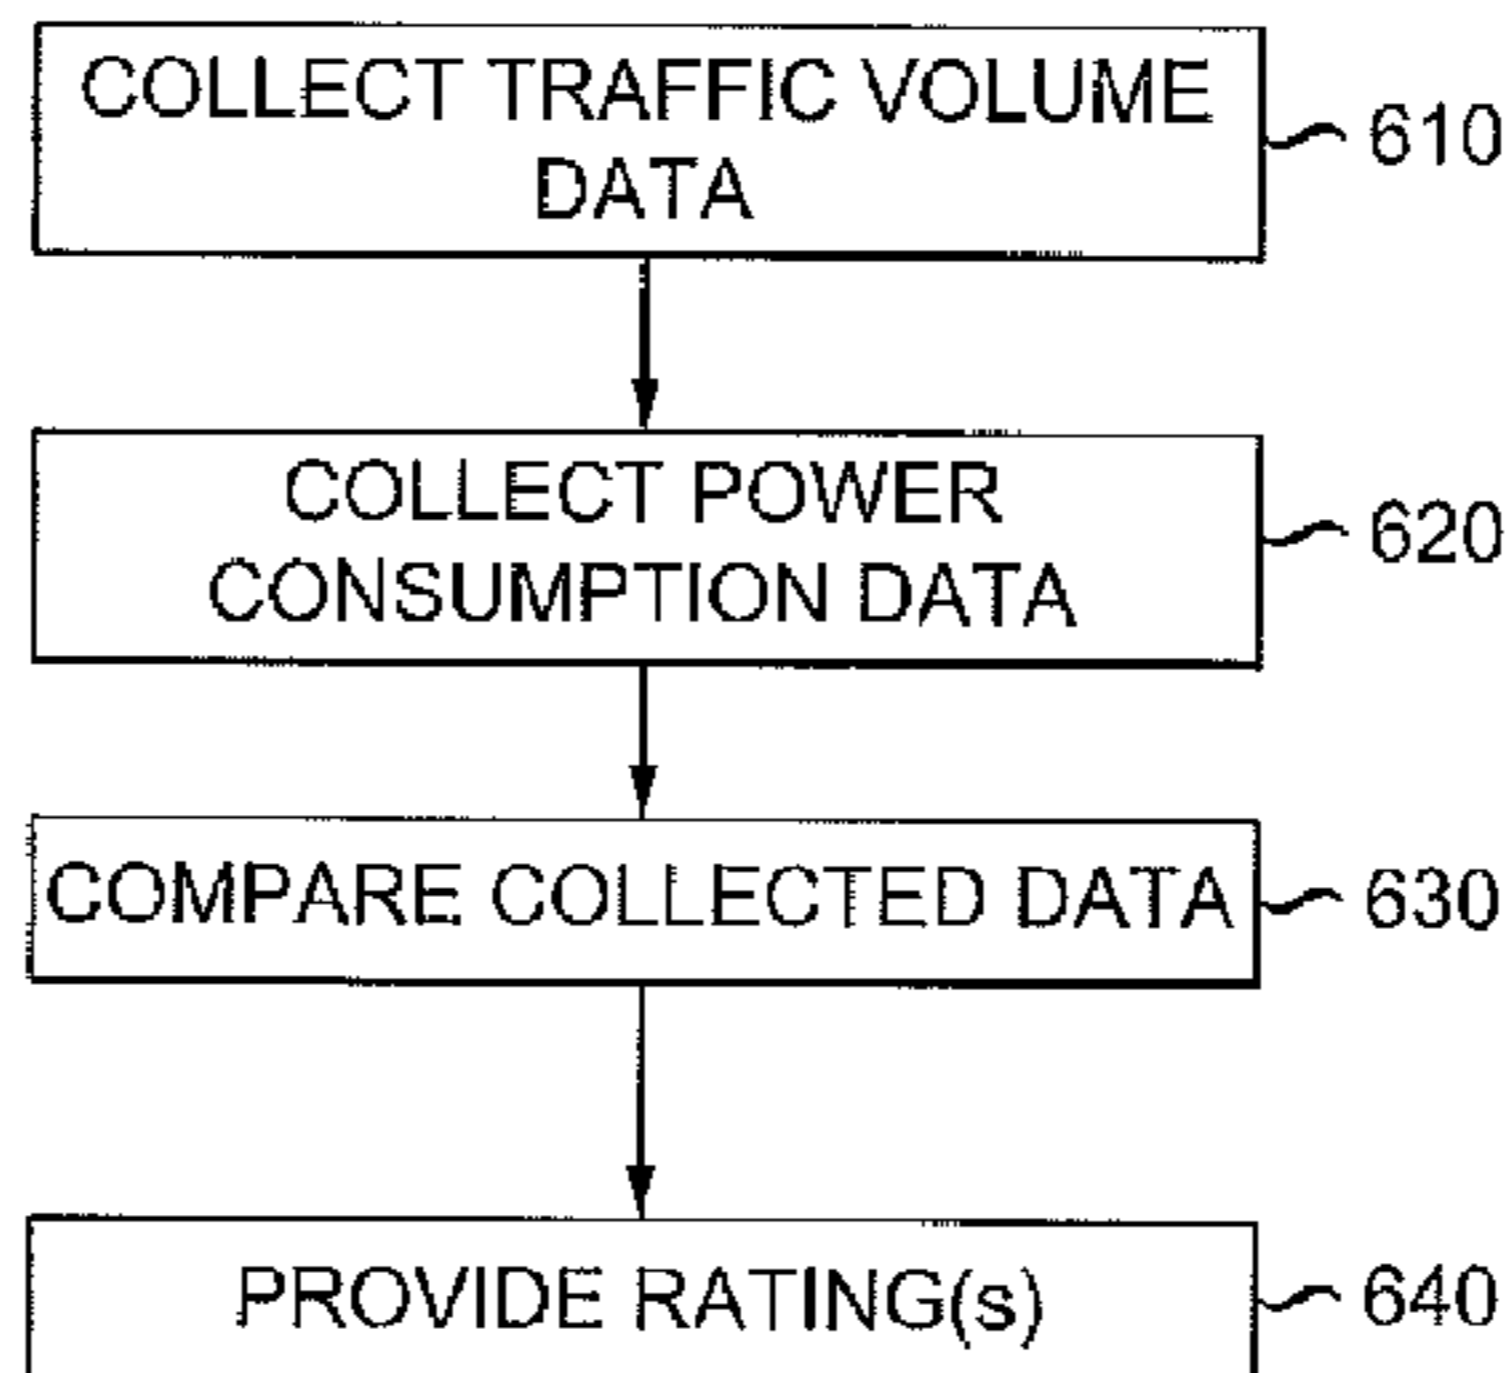 COLLECT TRAFFIC VOLUME
DATA
610
COLLECT POWER
CONSUMPTION DATA
620
COMPARE COLLECTED DATA
630
PROVIDE RATING(s)
640